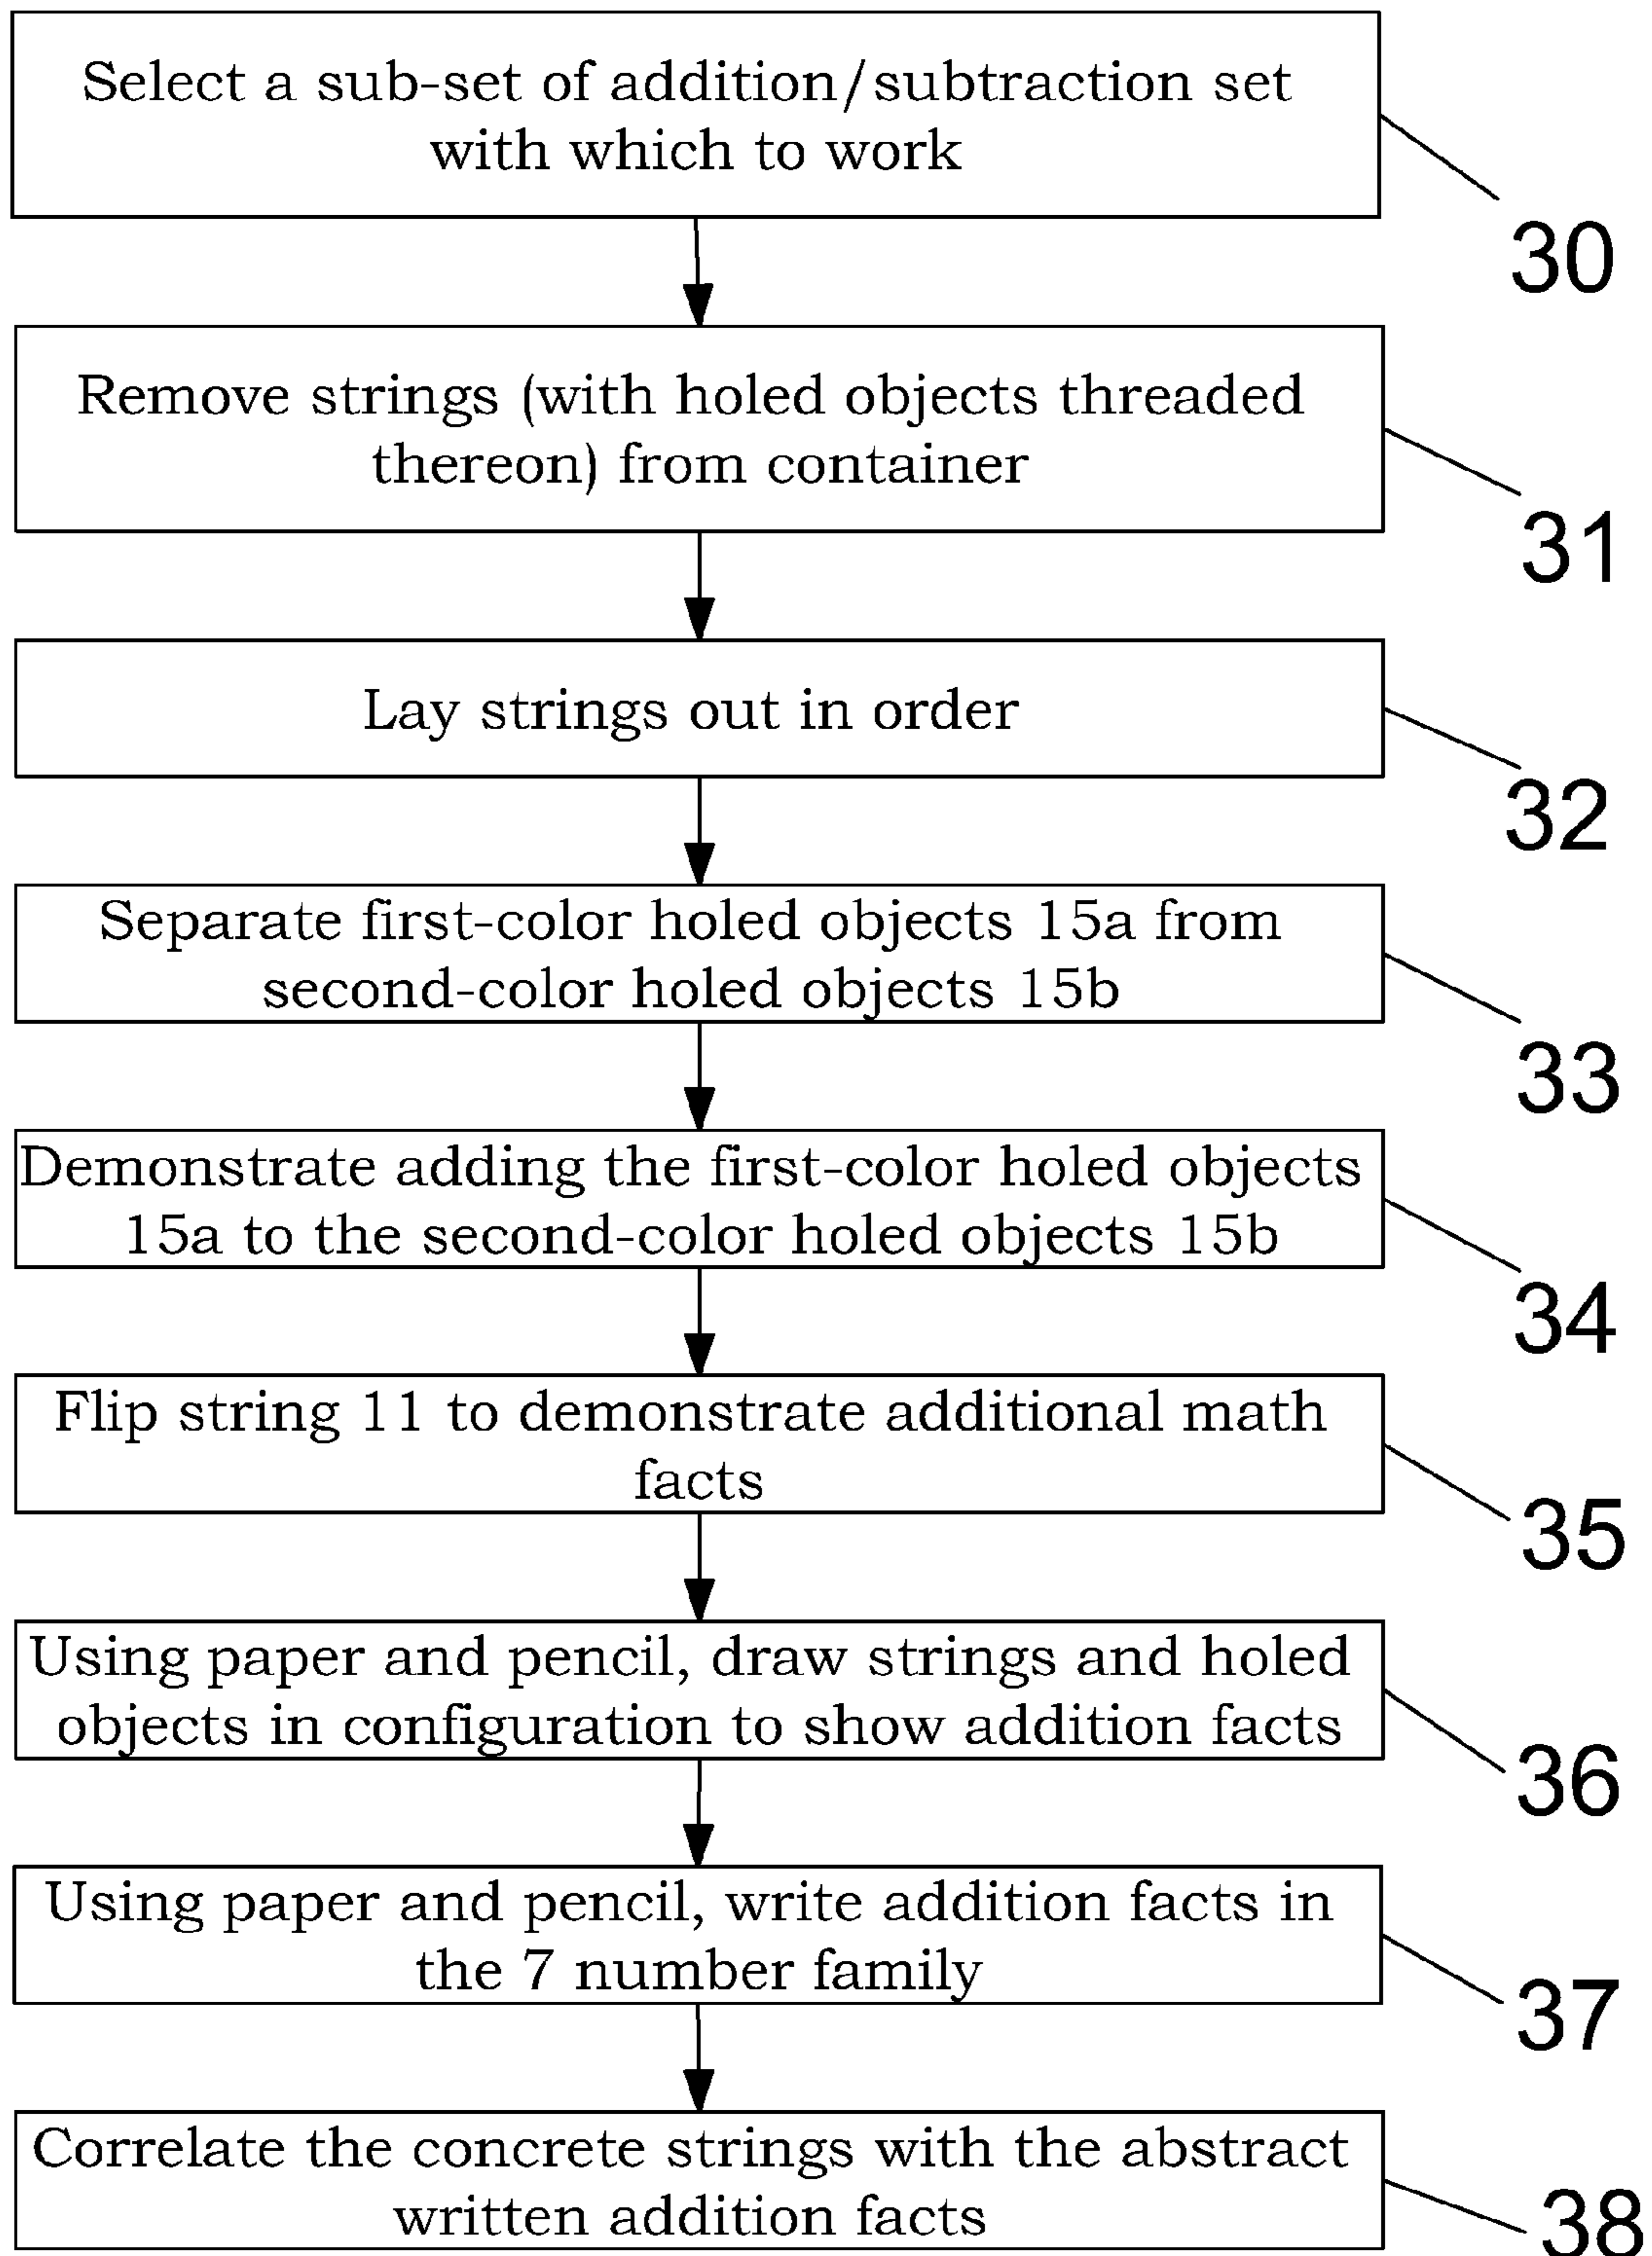 Select a sub-set of addition/subtraction set
with which to work
30
Remove strings (with holed objects threaded
thereon) from container
31
Lay strings out in order
32
Separate first-color holed objects 15a from
second-color holed objects 15b
33
Demonstrate adding the first-color holed objects
15a to the second-color holed objects 15b
34
Flip string 11 to demonstrate additional math
facts
35
Using paper and pencil, draw strings and holed
objects in configuration to show addition facts
36
Using paper and pencil, write addition facts in
the 7 number family
37
Correlate the concrete strings with the abstract
written addition facts
38